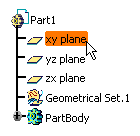 Part1
xy plane
yz plane
zx plane
Geometrical Set.1
PartBody